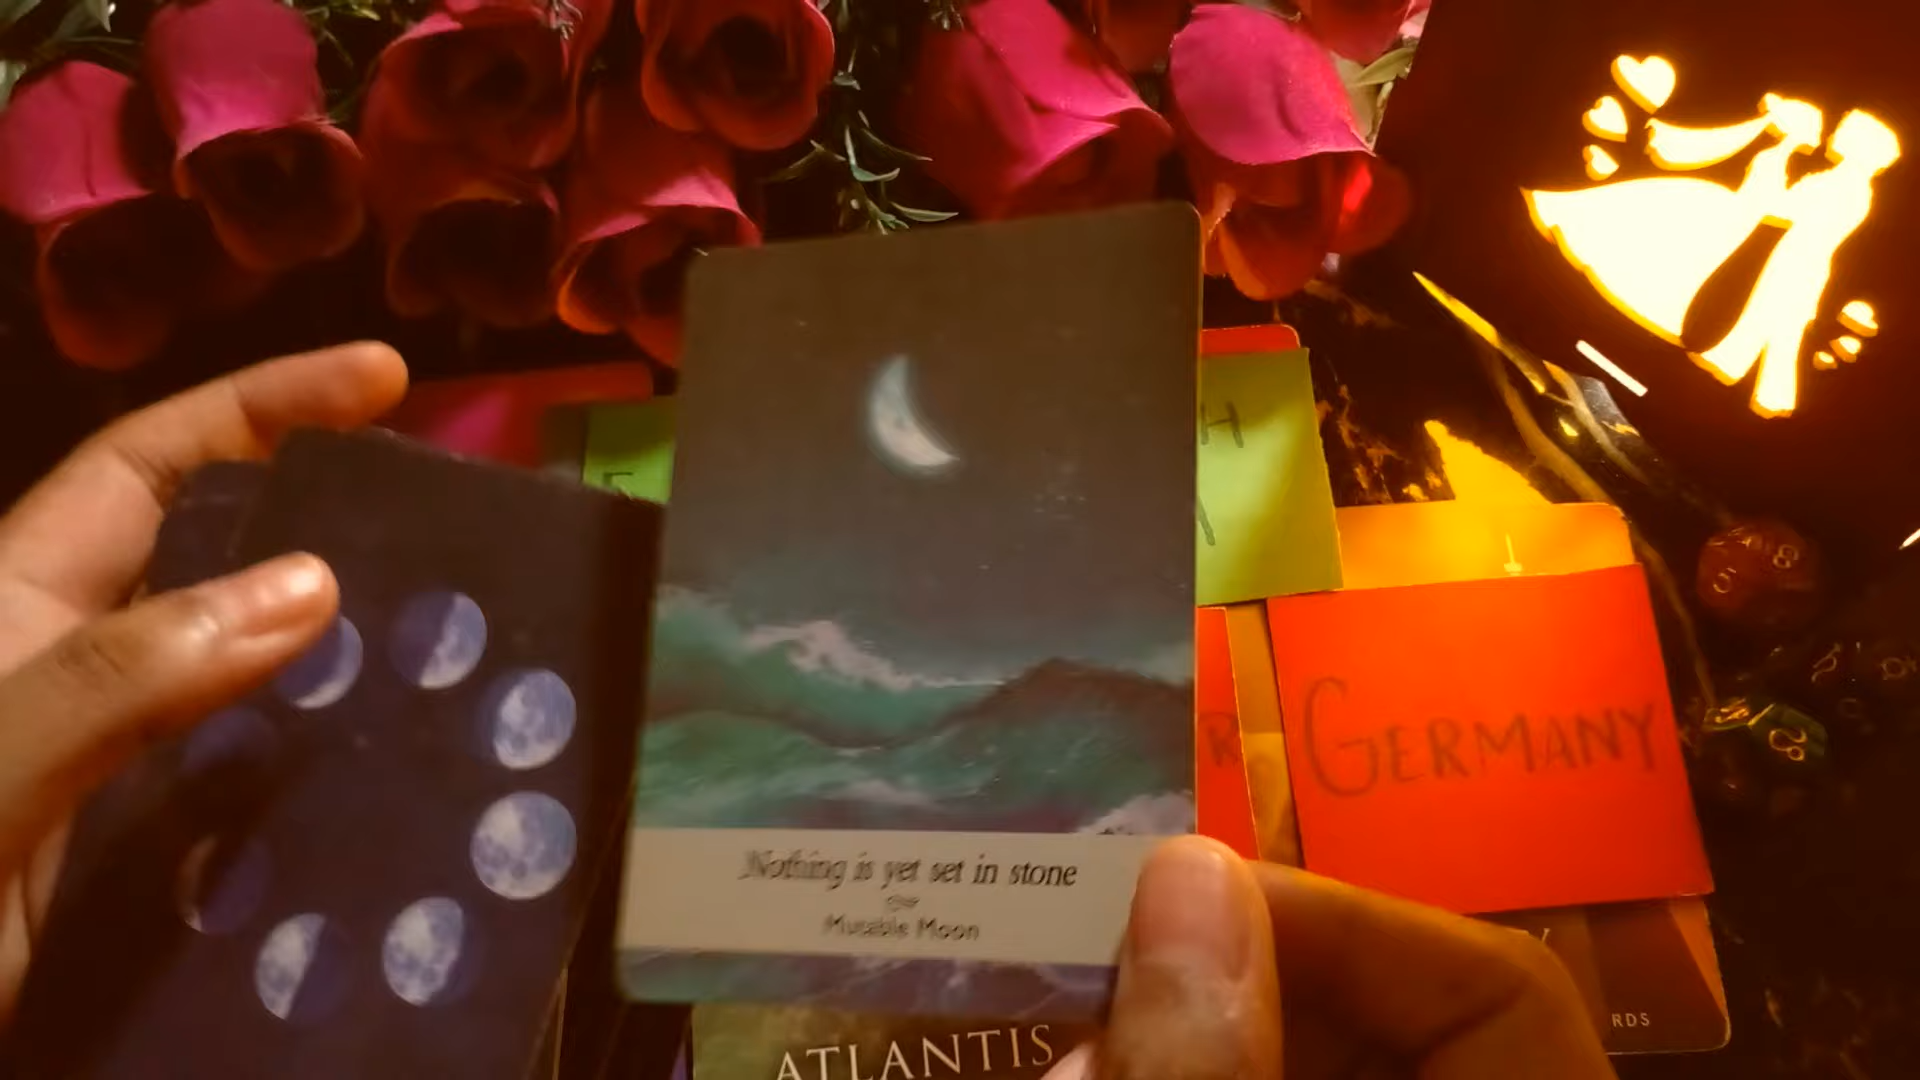 H
GERMANY
R
Nothing is yet set in stone
Mutable Moon
RDS
ATLANTIS